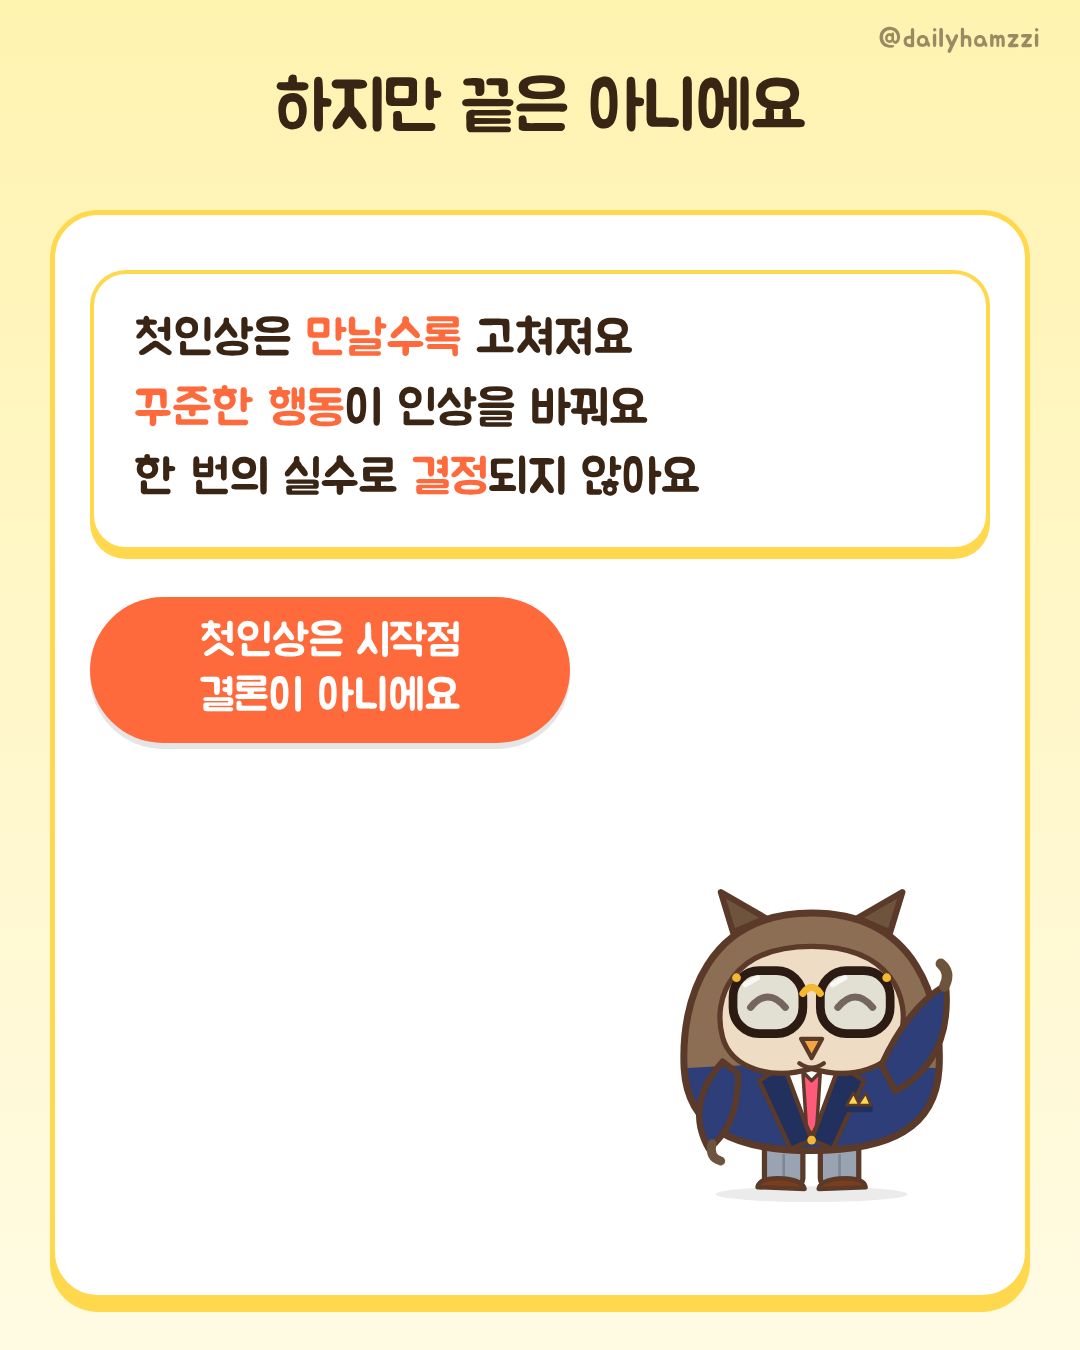 @dailyhamzzi
하지만 끝은 아니에요
첫인상은 만날수록 고쳐져요
꾸준한 행동이 인상을 바꿔요
한 번의 실수로 결정되지 않아요
첫인상은 시작점
결론이 아니에요